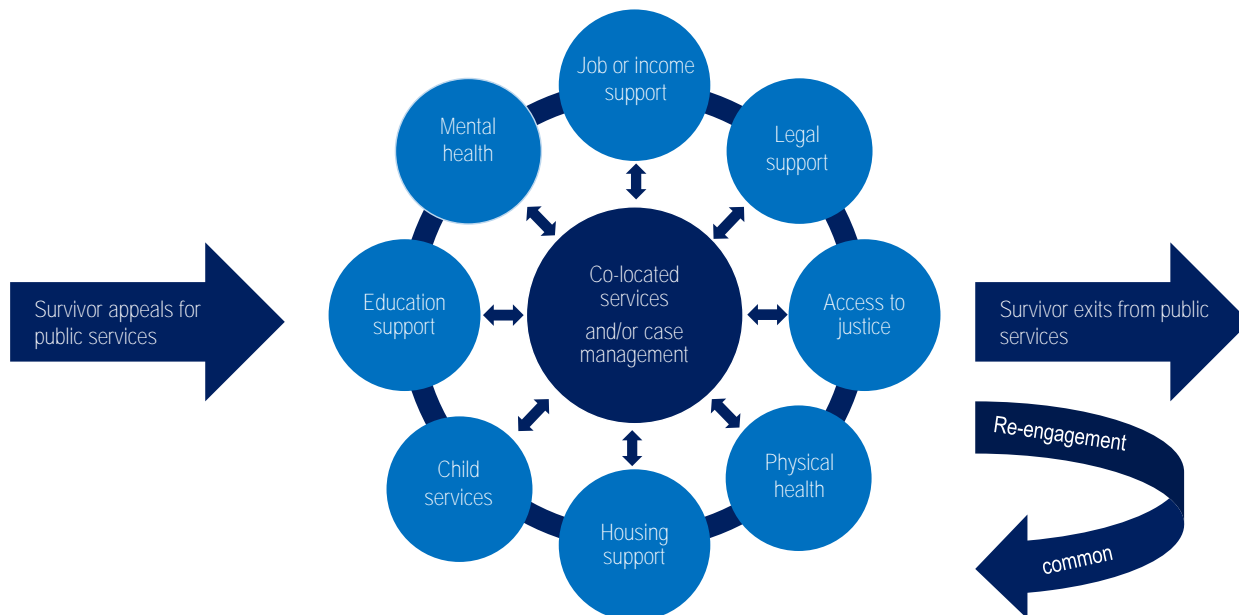 Survivor appeals for
public services
Job or income
support
Mental
health
Legal
support
Education
support
Co-located
services
and/or case
management
Access to
justice
Child
services
Physical
health
Housing
support
Survivor exits from public
services
Re-engagement
common